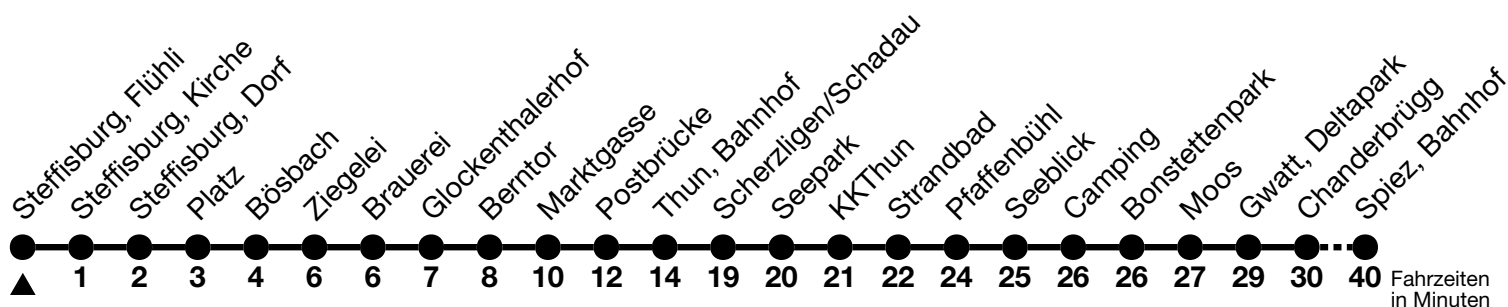 Steffisburg, Flühli
Steffisburg, Kirche
Steffisburg, Dorf
Platz
Bösbach
Ziegelei
Brauerei
Glockenthalerhof
Berntor
Marktgasse
Postbrücke
Thun, Bahnhof
Scherzligen/Schadau
Seepark
KKThun
Strandbad
Pfaffenbühl
Seeblick
Camping
Bonstettenpark
Moos
Gwatt, Deltapark
Chanderbrügg
Spiez, Bahnhof
1 2 3 4 6 6 7 8 10 12 14 19 20 21 22 24 25 26 26 27 29 30 40 Fahrzeiten
in Minuten